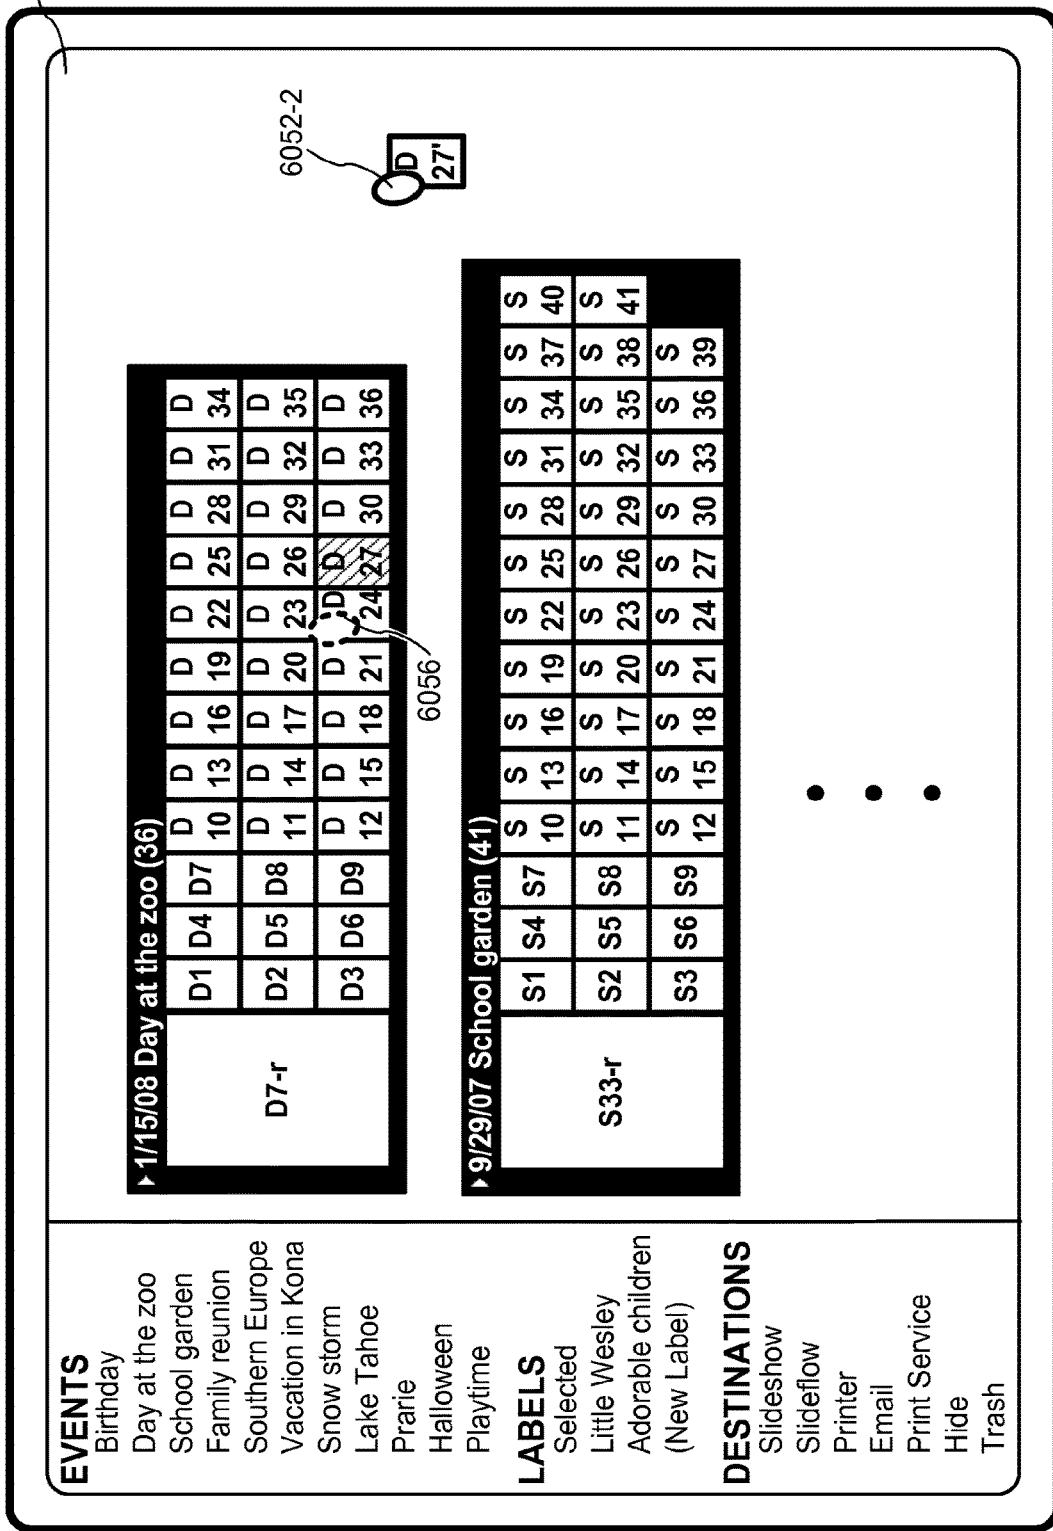 EVENTS
Birthday
Day at the zoo
School garden
Family reunion
Southern Europe
Vacation in Kona
Snow storm
Lake Tahoe
Prarie
Halloween
Playtime
LABELS
Selected
Little Wesley
Adorable children
(New Label)
DESTINATIONS
Slideshow
Slideflow
Printer
Email
Print Service
Hide
Trash
▸1/15/08 Day at the zoo (36)
D7-r
D1 D4 D7 D 10 D 13 D 16 D 19 D 22 D 25 D 28 D 31 D 34
D2 D5 D8 D 11 D 14 D 17 D 20 D 23 D 26 D 29 D 32 D 35
D3 D6 D9 D 12 D 15 D 18 D 21 D 24 D 27 D 30 D 33 D 36
6056
6052-2
D 27'
▸9/29/07 School garden (41)
S33-r
S1 S4 S7 S 10 S 13 S 16 S 19 S 22 S 25 S 28 S 31 S 34 S 37 S 40
S2 S5 S8 S 11 S 14 S 17 S 20 S 23 S 26 S 29 S 32 S 35 S 38 S 41
S3 S6 S9 S 12 S 15 S 18 S 21 S 24 S 27 S 30 S 33 S 36 S 39